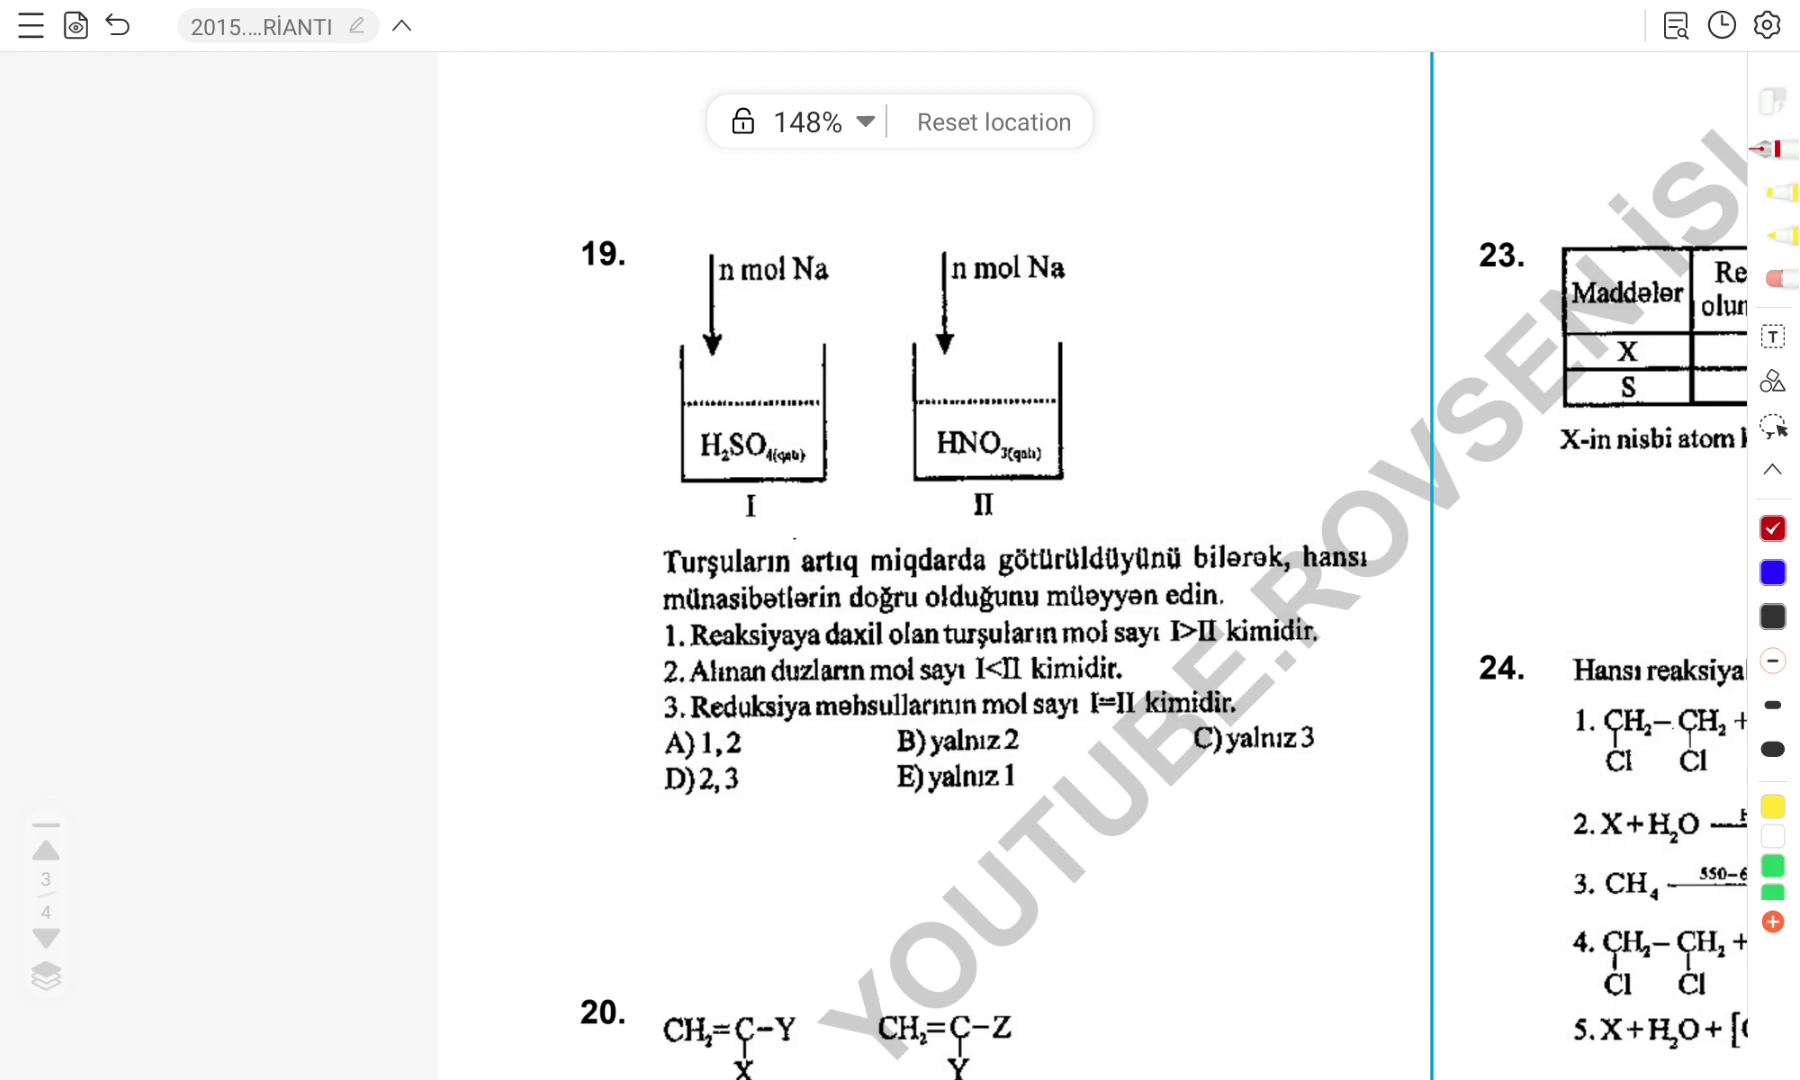 2015....RİANTI
148%
Reset location
19.
n mol Na
n mol Na
H₂SO₄(qatı)
HNO₃(qatı)
I
II
Turşuların artıq miqdarda götürüldüyünü bilərək, hansı
münasibətlərin doğru olduğunu müəyyən edin.
1. Reaksiyaya daxil olan turşuların mol sayı I>II kimidir.
2. Alınan duzların mol sayı I<II kimidir.
3. Reduksiya məhsullarının mol sayı I=II kimidir.
A) 1, 2 B) yalnız 2 C) yalnız 3
D) 2, 3 E) yalnız 1
20.
CH₂=C–Y
X
CH₂=C–Z
Y
23.
Maddələr
X
S
X-in nisbi atom
24.
Hansı reaksiya
1. CH₂– CH₂ +
Cl Cl
2. X+H₂O
3. CH₄ 550–6
4. CH₂– CH₂ +
Cl Cl
5. X+H₂O+[
YOUTUBE.ROVSEN İSI
3
4
T